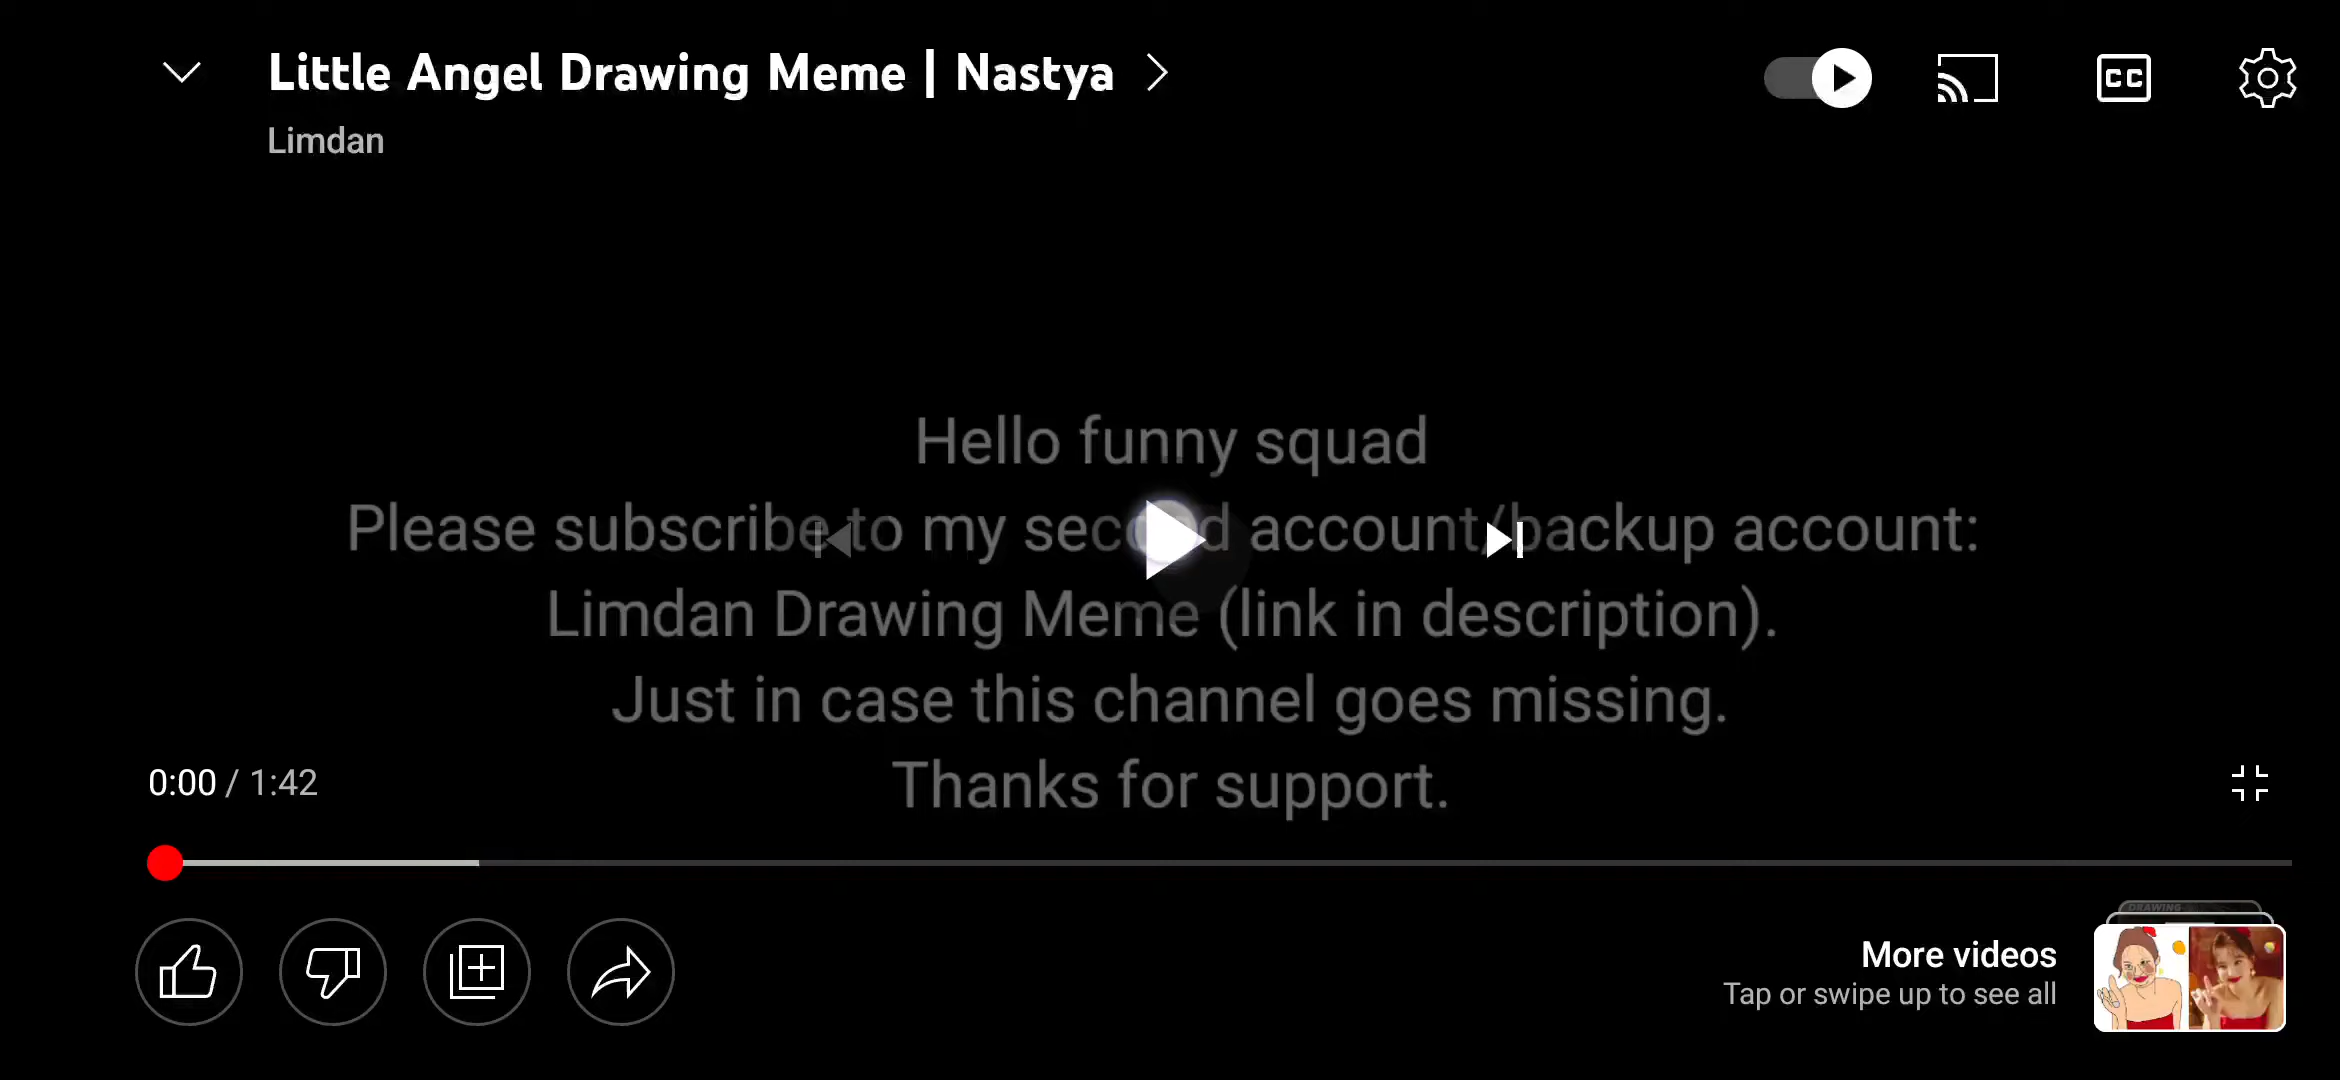 Little Angel Drawing Meme | Nastya
Limdan
CC
Hello funny squad
Please subscribe to my second account/backup account:
Limdan Drawing Meme (link in description).
Just in case this channel goes missing.
Thanks for support.
0:00 / 1:42
DRAWING
More videos
Tap or swipe up to see all